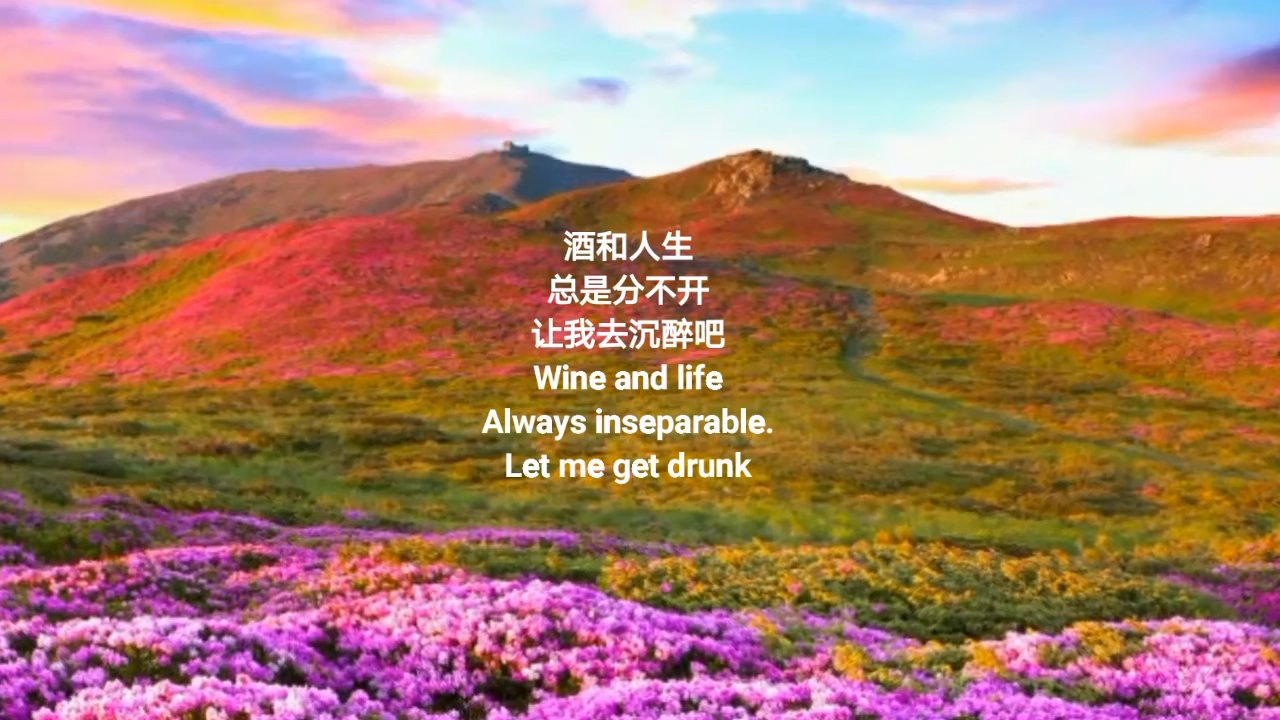 酒和人生
总是分不开
让我去沉醉吧
Wine and life
Always inseparable.
Let me get drunk